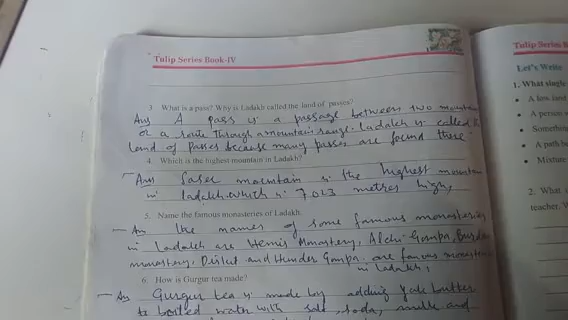 Tulip Series Book-IV
3 What is a pass? Why is Ladakh called the land of passes?
Ans A pass is a passage between two mountains
or a route through a mountain range. Ladakh is called the
land of Passes because many passes are found there.
4. Which is the highest mountain in Ladakh?
Ans Saser mountain is the highest mountain
in ladakh which is 7023 metres high,
5. Name the famous monasteries of Ladakh.
Ans The names of some famous monasteries
in Ladakh are Hemis Monastery, Alchi Gompa,
monastery, Diskit and Hunder Gompa. are famous
in ladakh,
6. How is Gurgur tea made?
Ans Gurgur tea is made by adding yak butter
to boiled water with salt, soda, milk and
Tulip Series
Let's Write
1. What single
A low land
A person
Something
A path
Mixture
2. What
teacher.